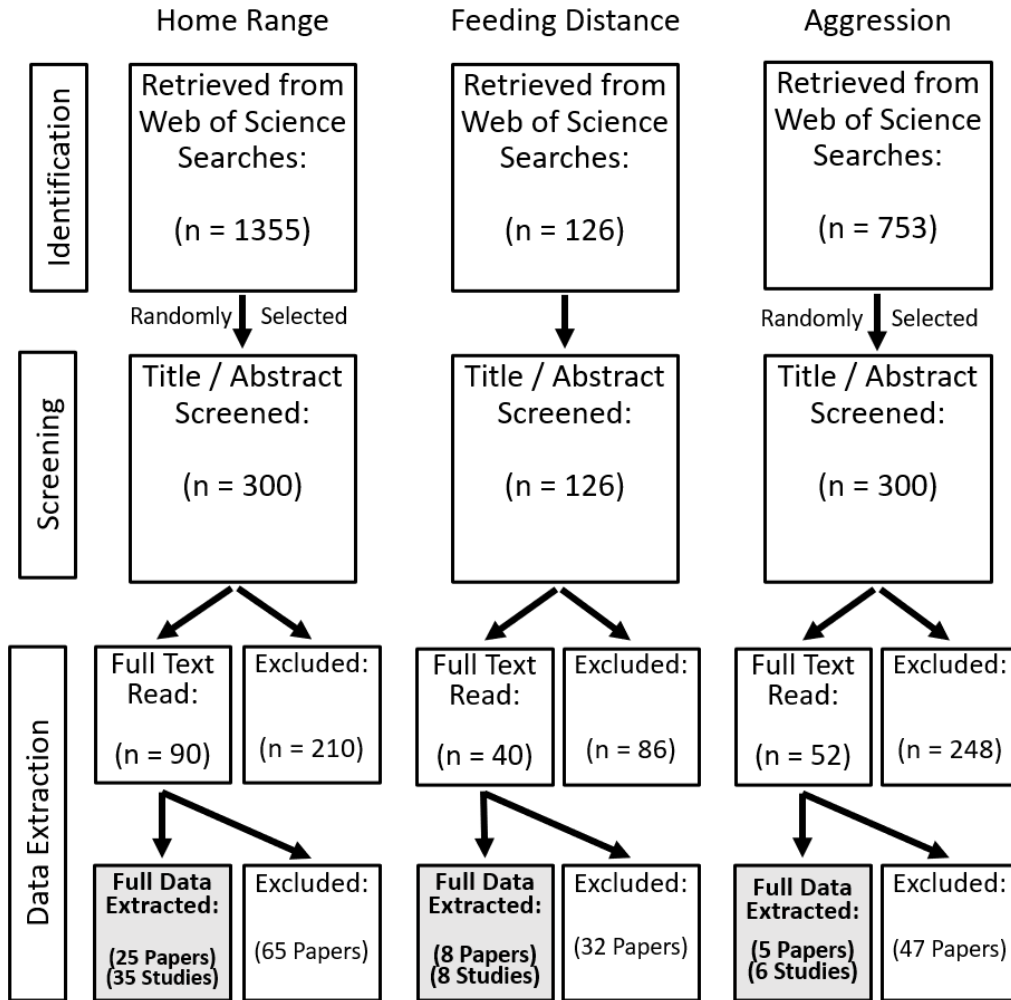 Home Range
Feeding Distance
Aggression
Identification
Retrieved from
Web of Science
Searches:
(n = 1355)
Retrieved from
Web of Science
Searches:
(n = 126)
Retrieved from
Web of Science
Searches:
(n = 753)
Randomly Selected
Randomly Selected
Screening
Title / Abstract
Screened:
(n = 300)
Title / Abstract
Screened:
(n = 126)
Title / Abstract
Screened:
(n = 300)
Data Extraction
Full Text
Read:
(n = 90)
Excluded:
(n = 210)
Full Text
Read:
(n = 40)
Excluded:
(n = 86)
Full Text
Read:
(n = 52)
Excluded:
(n = 248)
Full Data
Extracted:
(25 Papers)
(35 Studies)
Excluded:
(65 Papers)
Full Data
Extracted:
(8 Papers)
(8 Studies)
Excluded:
(32 Papers)
Full Data
Extracted:
(5 Papers)
(6 Studies)
Excluded:
(47 Papers)